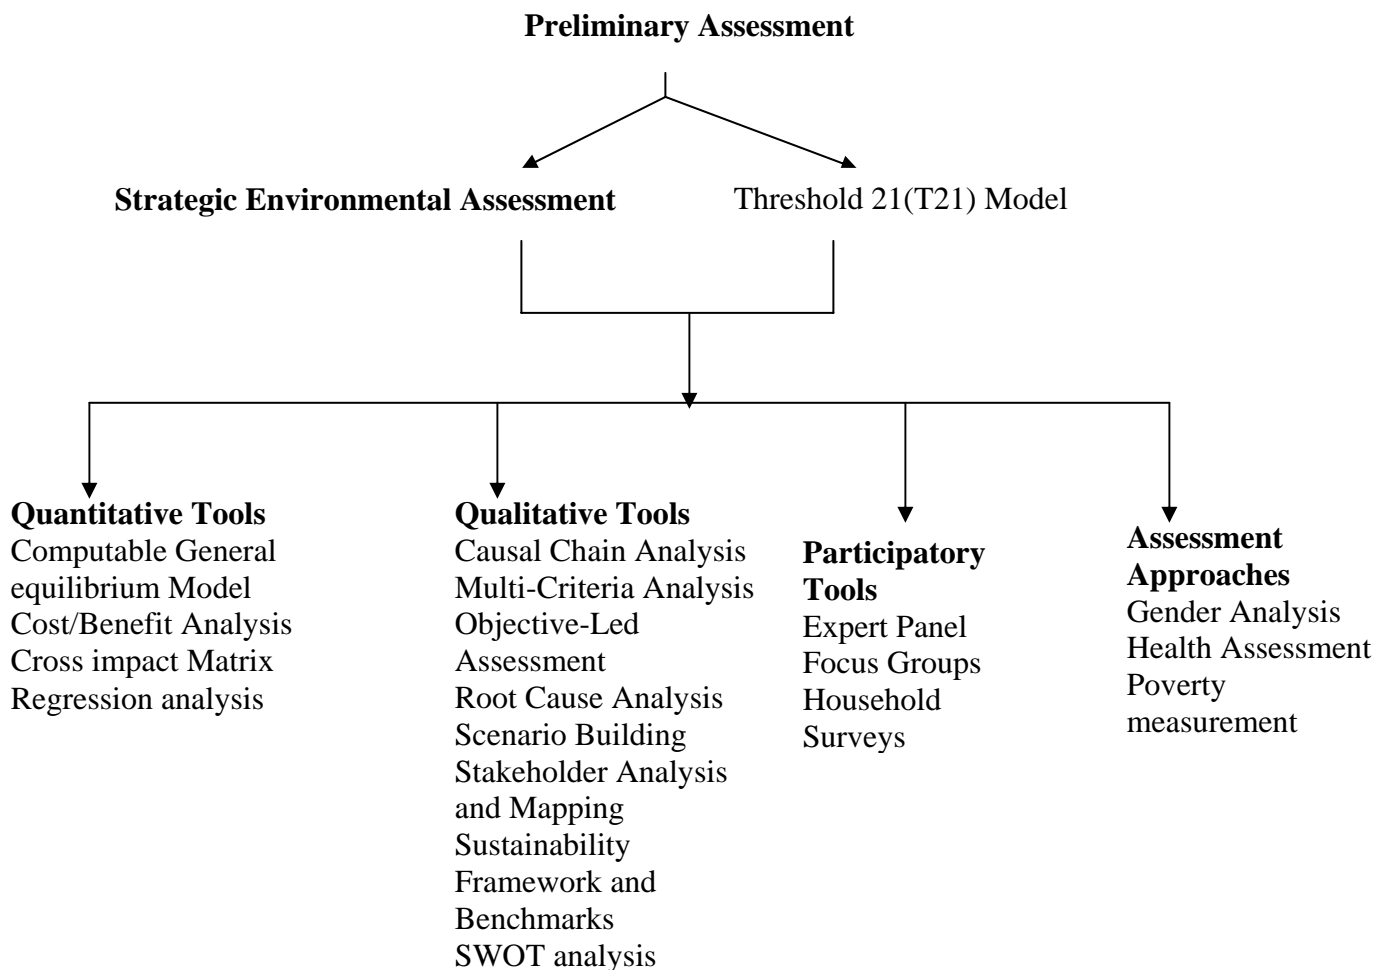 Preliminary Assessment
Strategic Environmental Assessment
Threshold 21(T21) Model
Quantitative Tools
Computable General
equilibrium Model
Cost/Benefit Analysis
Cross impact Matrix
Regression analysis
Qualitative Tools
Causal Chain Analysis
Multi-Criteria Analysis
Objective-Led
Assessment
Root Cause Analysis
Scenario Building
Stakeholder Analysis
and Mapping
Sustainability
Framework and
Benchmarks
SWOT analysis
Participatory
Tools
Expert Panel
Focus Groups
Household
Surveys
Assessment
Approaches
Gender Analysis
Health Assessment
Poverty
measurement